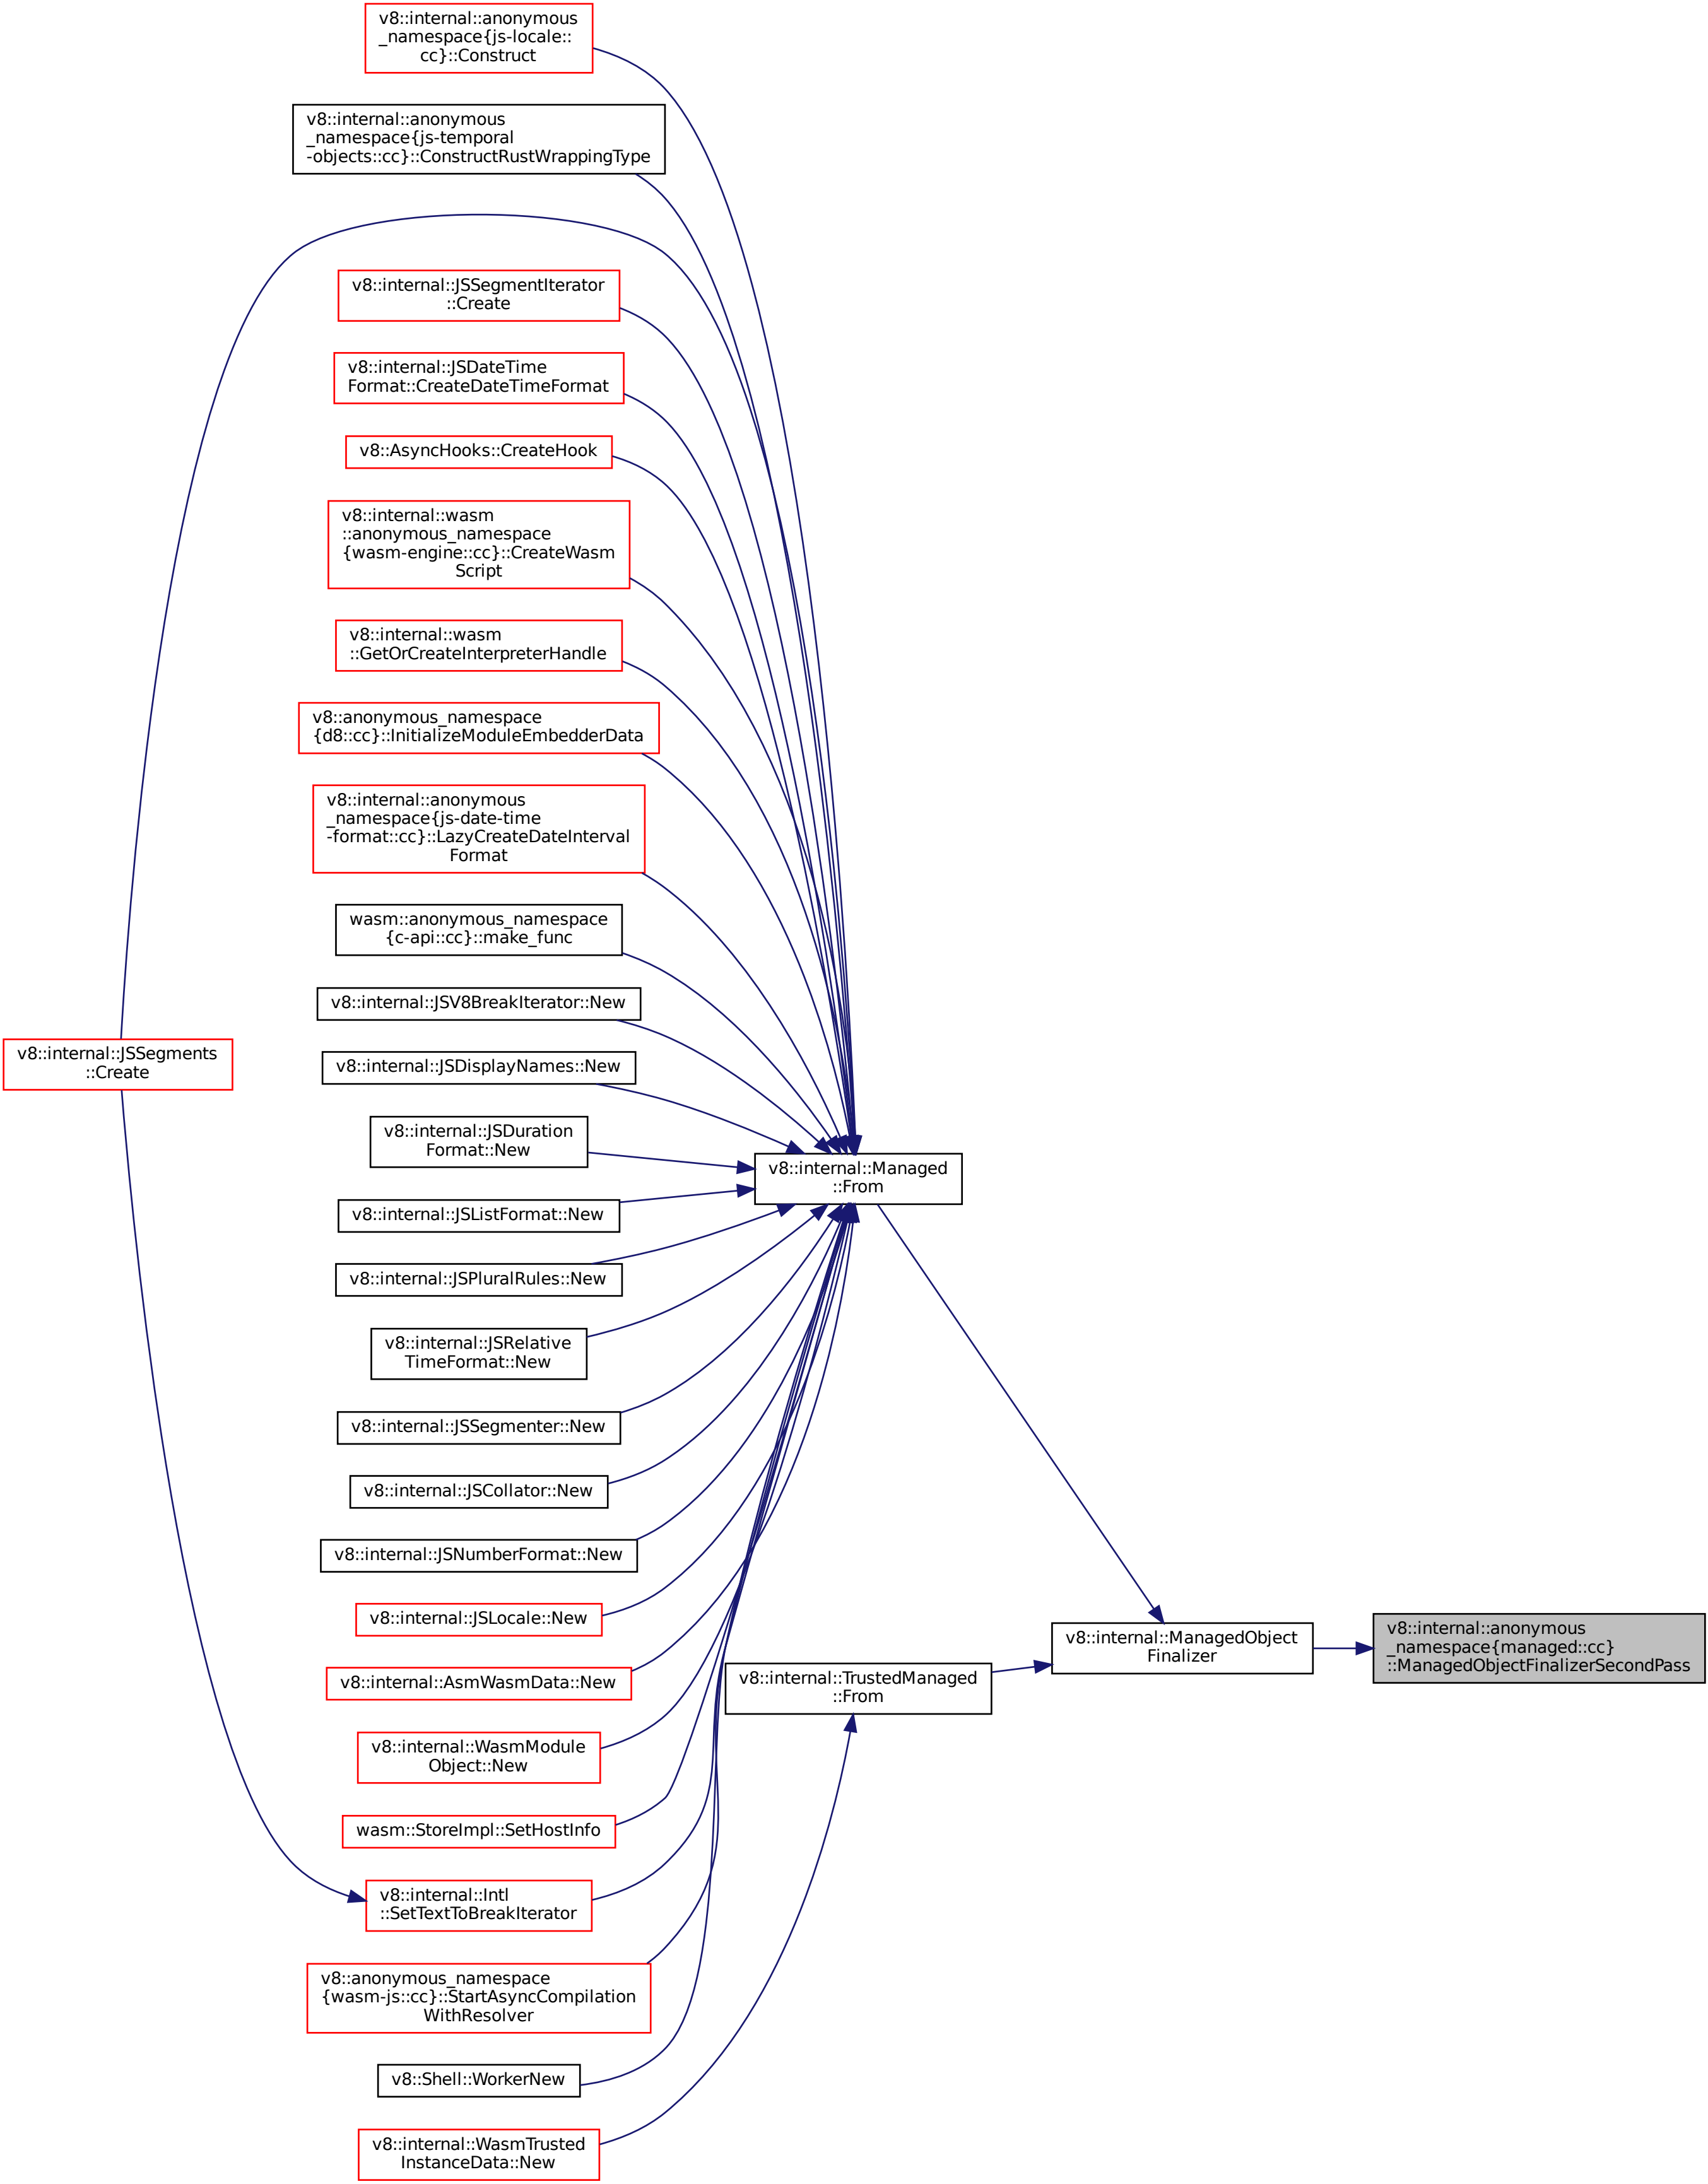 v8::internal::anonymous
_namespace{js-locale::
cc}::Construct
v8::internal::anonymous
_namespace{js-temporal
-objects::cc}::ConstructRustWrappingType
v8::internal::JSSegmentIterator
::Create
v8::internal::JSDateTime
Format::CreateDateTimeFormat
v8::AsyncHooks::CreateHook
v8::internal::wasm
::anonymous_namespace
{wasm-engine::cc}::CreateWasm
Script
v8::internal::wasm
::GetOrCreateInterpreterHandle
v8::anonymous_namespace
{d8::cc}::InitializeModuleEmbedderData
v8::internal::anonymous
_namespace{js-date-time
-format::cc}::LazyCreateDateInterval
Format
wasm::anonymous_namespace
{c-api::cc}::make_func
v8::internal::JSV8BreakIterator::New
v8::internal::JSSegments
::Create
v8::internal::JSDisplayNames::New
v8::internal::JSDuration
Format::New
v8::internal::Managed
::From
v8::internal::JSListFormat::New
v8::internal::JSPluralRules::New
v8::internal::JSRelative
TimeFormat::New
v8::internal::JSSegmenter::New
v8::internal::JSCollator::New
v8::internal::JSNumberFormat::New
v8::internal::JSLocale::New
v8::internal::ManagedObject
Finalizer
v8::internal::anonymous
_namespace{managed::cc}
::ManagedObjectFinalizerSecondPass
v8::internal::AsmWasmData::New
v8::internal::TrustedManaged
::From
v8::internal::WasmModule
Object::New
wasm::StoreImpl::SetHostInfo
v8::internal::Intl
::SetTextToBreakIterator
v8::anonymous_namespace
{wasm-js::cc}::StartAsyncCompilation
WithResolver
v8::Shell::WorkerNew
v8::internal::WasmTrusted
InstanceData::New